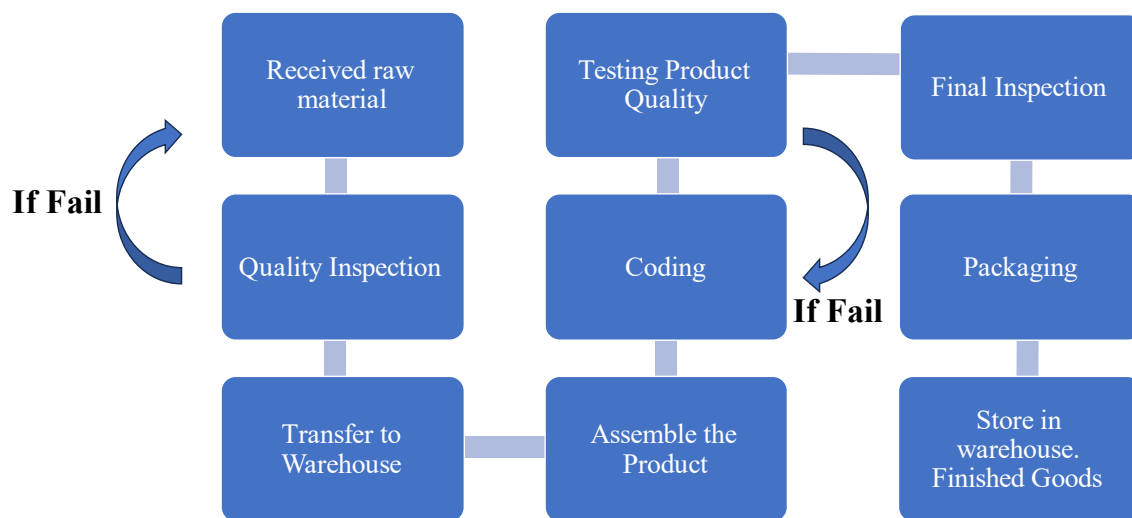 Received raw
material
If Fail
Quality Inspection
Transfer to
Warehouse
Assemble the
Product
Coding
Testing Product
Quality
If Fail
Final Inspection
Packaging
Store in
warehouse.
Finished Goods